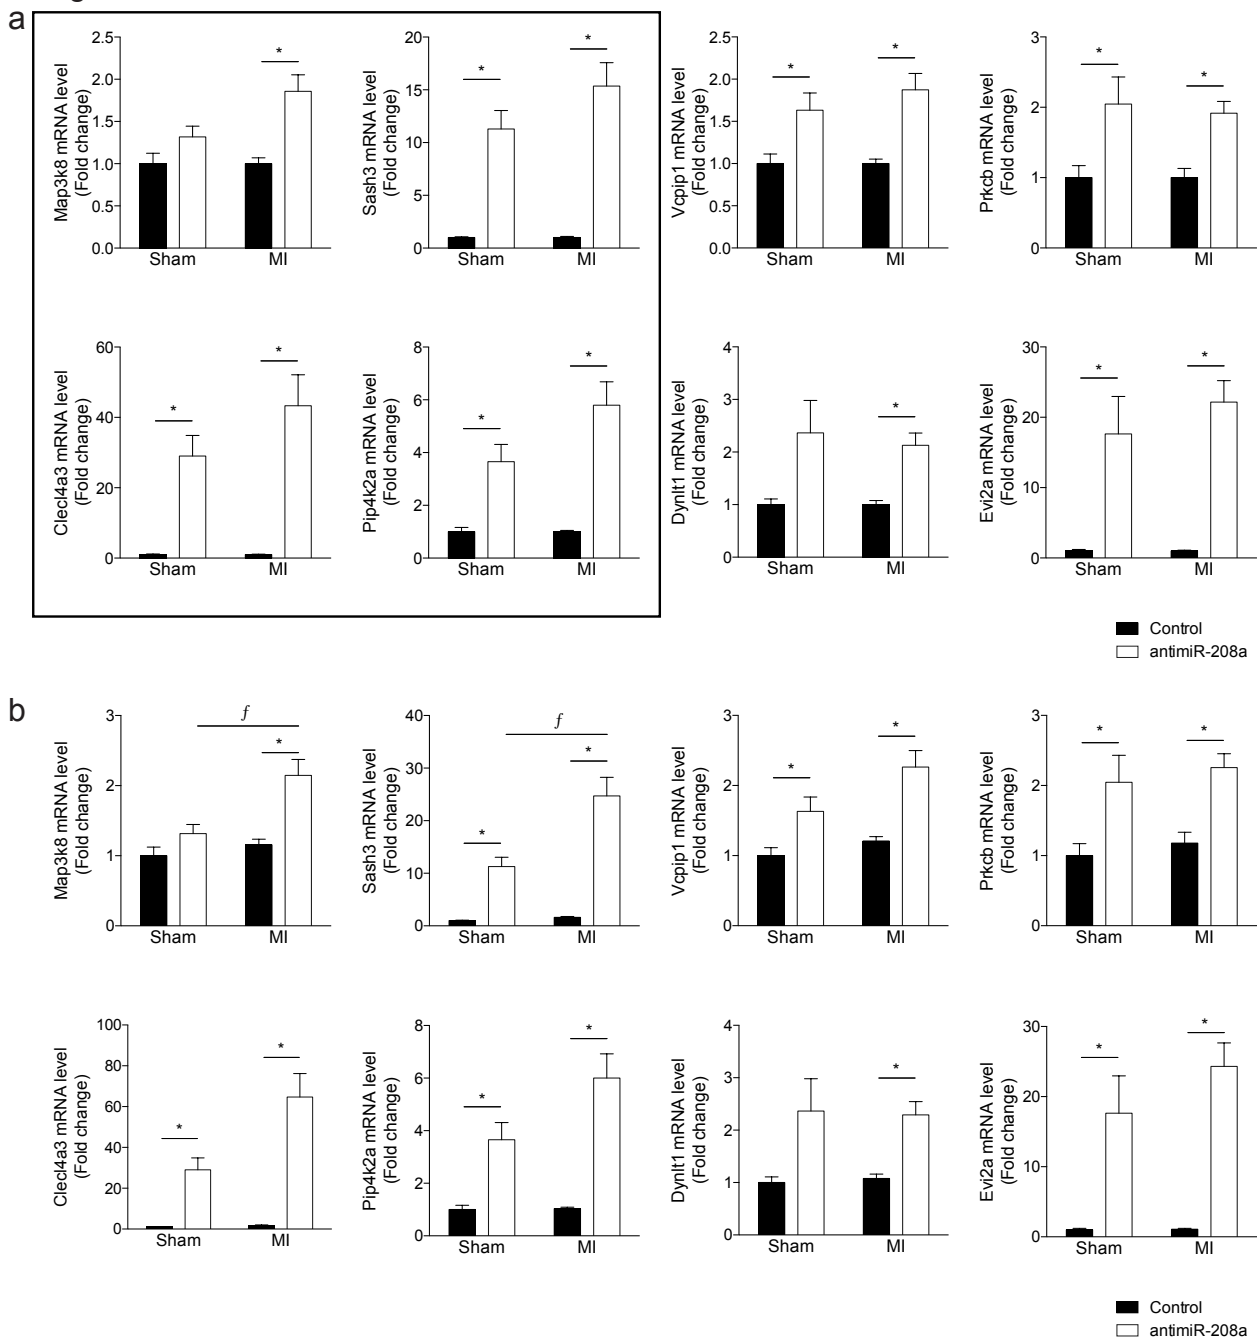 a
Map3k8 mRNA level
(Fold change)
2.5
2.0
1.5
1.0
0.5
0.0
*
Sham
MI
Sash3 mRNA level
(Fold change)
20
15
10
5
0
*
*
Sham
MI
Vcpip1 mRNA level
(Fold change)
2.5
2.0
1.5
1.0
0.5
0.0
*
*
Sham
MI
Prkcb mRNA level
(Fold change)
3
2
1
0
*
*
Sham
MI
Clecl4a3 mRNA level
(Fold change)
60
40
20
0
*
*
Sham
MI
Pip4k2a mRNA level
(Fold change)
8
6
4
2
0
*
*
Sham
MI
Dynlt1 mRNA level
(Fold change)
4
3
2
1
0
*
Sham
MI
Evi2a mRNA level
(Fold change)
30
20
10
0
*
*
Sham
MI
Control
antimiR-208a
b
Map3k8 mRNA level
(Fold change)
3
2
1
0
ƒ
*
Sham
MI
Sash3 mRNA level
(Fold change)
40
30
20
10
0
ƒ
*
*
Sham
MI
Vcpip1 mRNA level
(Fold change)
3
2
1
0
*
*
Sham
MI
Prkcb mRNA level
(Fold change)
3
2
1
0
*
*
Sham
MI
Clecl4a3 mRNA level
(Fold change)
100
80
60
40
20
0
*
*
Sham
MI
Pip4k2a mRNA level
(Fold change)
8
6
4
2
0
*
*
Sham
MI
Dynlt1 mRNA level
(Fold change)
4
3
2
1
0
*
Sham
MI
Evi2a mRNA level
(Fold change)
30
20
10
0
*
*
Sham
MI
Control
antimiR-208a